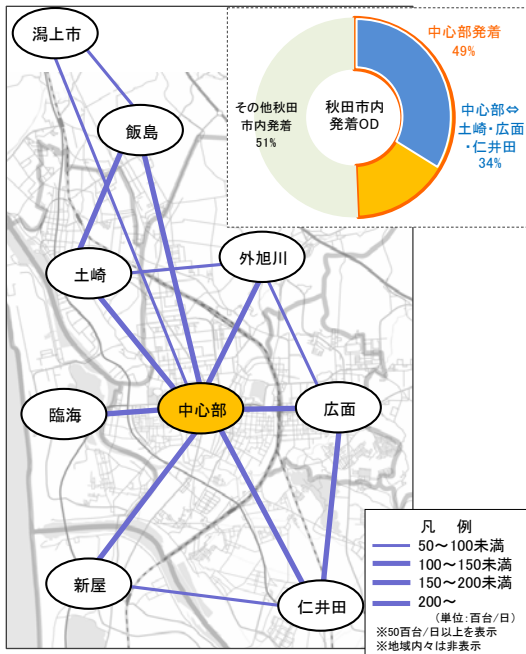 潟上市
飯島
土崎
外旭川
臨海
中心部
広面
新屋
仁井田
中心部発着
49%
その他秋田
市内発着
51%
秋田市内
発着OD
中心部⇔
土崎・広面
・仁井田
34%
凡 例
50～100未満
100～150未満
150～200未満
200～
（単位:百台/日）
※50百台/日以上を表示
※地域内々は非表示